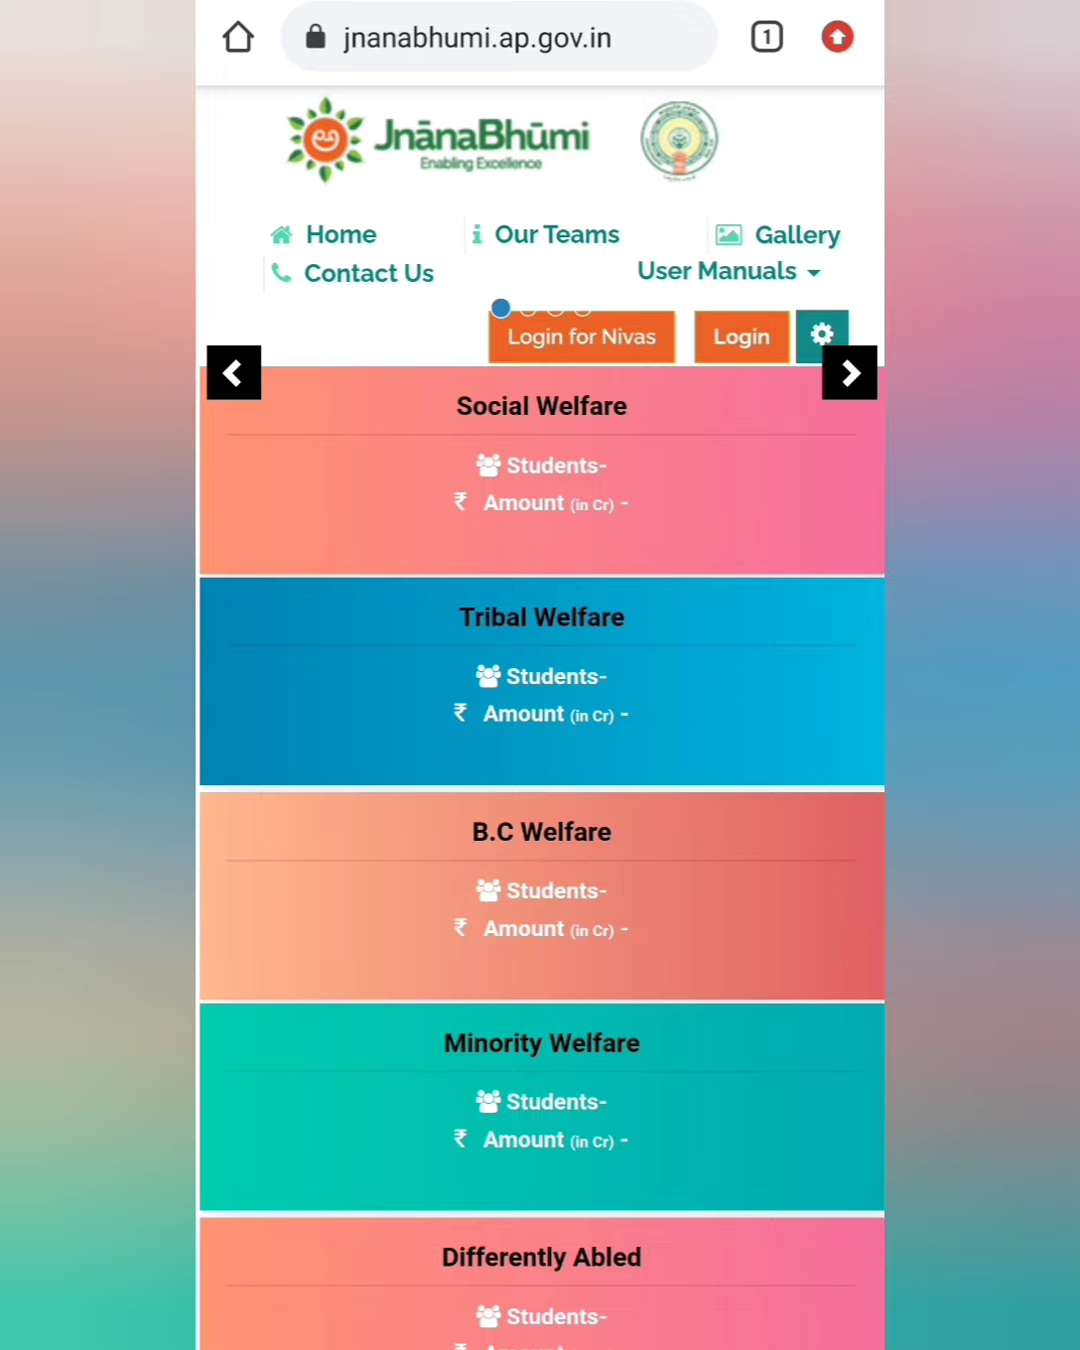 jnanabhumi.ap.gov.in
1
JnānaBhūmi
Enabling Excellence
Home
Our Teams
Gallery
Contact Us
User Manuals
Login for Nivas
Login
Social Welfare
Students-
₹ Amount (in Cr) -
Tribal Welfare
Students-
₹ Amount (in Cr) -
B.C Welfare
Students-
₹ Amount (in Cr) -
Minority Welfare
Students-
₹ Amount (in Cr) -
Differently Abled
Students-